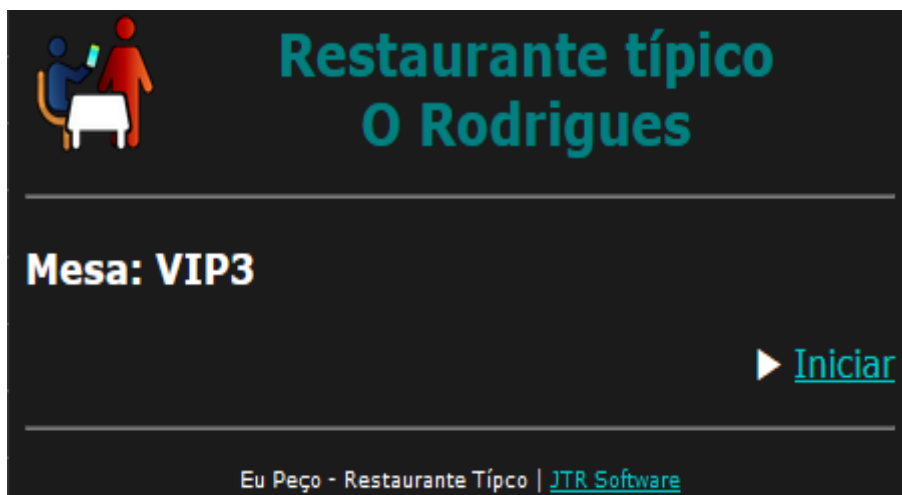 Restaurante típico
O Rodrigues
Mesa: VIP3
Iniciar
Eu Peço - Restaurante Típco | JTR Software